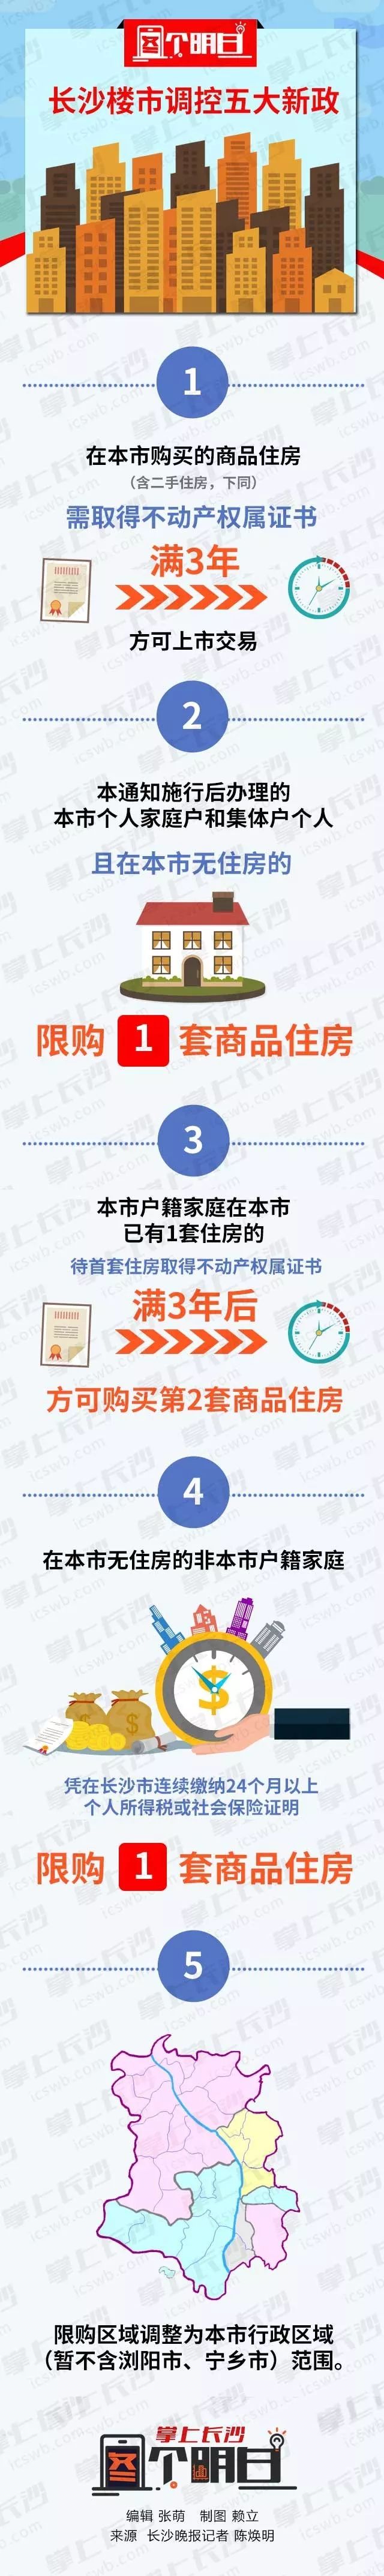 个明白
长沙楼市调控五大新政
1
在本市购买的商品住房
（含二手住房，下同）
需取得不动产权属证书
满3年
方可上市交易
2
本通知施行后办理的
本市个人家庭户和集体户个人
且在本市无住房的
限购 1 套商品住房
3
本市户籍家庭在本市
已有1套住房的
待首套住房取得不动产权属证书
满3年后
方可购买第2套商品住房
4
在本市无住房的非本市户籍家庭
凭在长沙市连续缴纳24个月以上
个人所得税或社会保险证明
限购 1 套商品住房
5
限购区域调整为本市行政区域
（暂不含浏阳市、宁乡市）范围。
掌上长沙
个明白
编辑 张萌 制图 赖立
来源 长沙晚报记者 陈焕明
掌上长沙
icswb.com